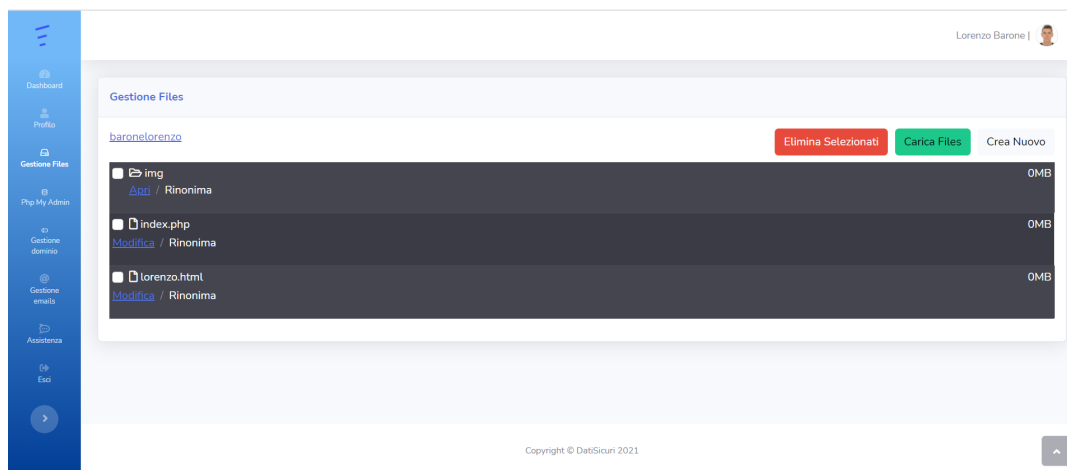 Lorenzo Barone |
Dashboard
Profilo
Gestione Files
Php My Admin
Gestione
dominio
Gestione
emails
Assistenza
Esci
Gestione Files
baronelorenzo
Elimina Selezionati
Carica Files
Crea Nuovo
img
0MB
Apri / Rinonima
index.php
0MB
Modifica / Rinonima
lorenzo.html
0MB
Modifica / Rinonima
Copyright © DatiSicuri 2021